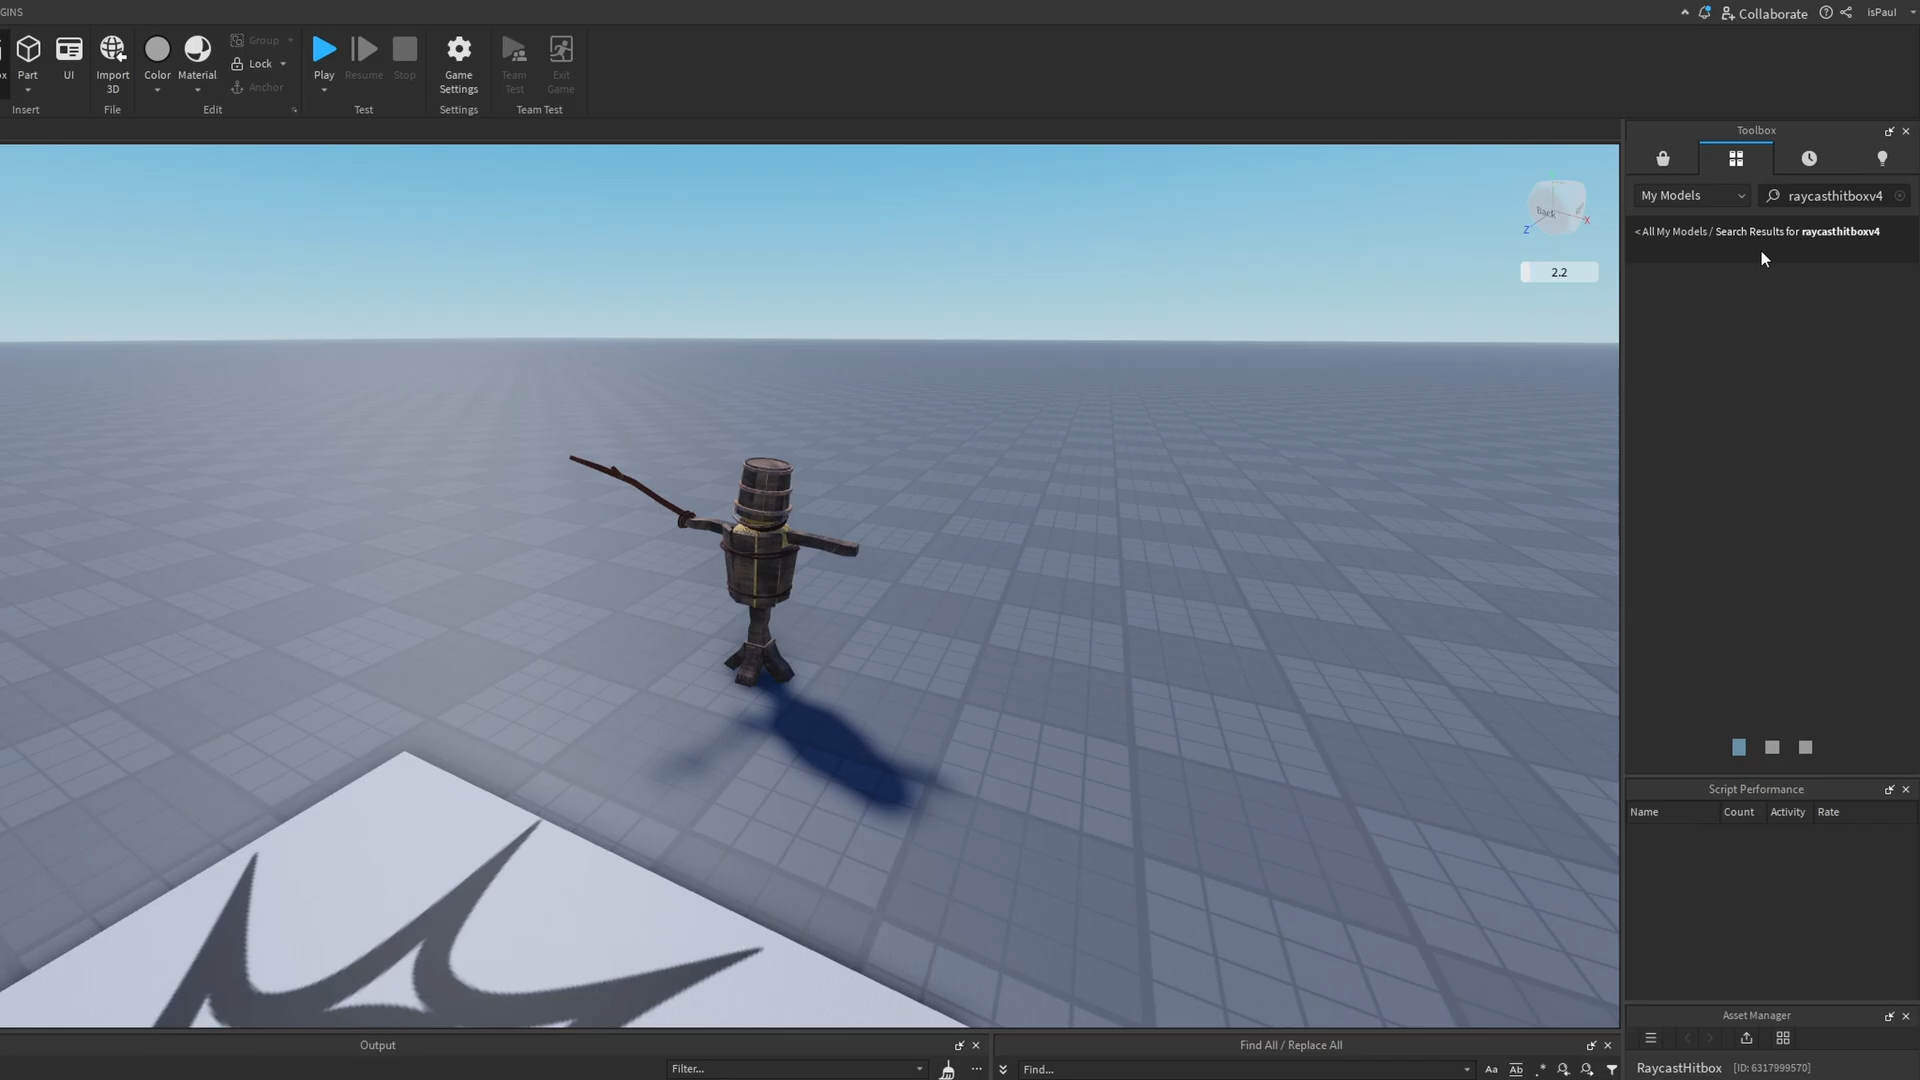 GINS
Collaborate
isPaul
x
Part
UI
Import
3D
Color
Material
Group
Lock
Anchor
Play
Resume
Stop
Game
Settings
Team
Test
Exit
Game
Insert
File
Edit
Test
Settings
Team Test
Toolbox
My Models
raycasthitboxv4
< All My Models / Search Results for raycasthitboxv4
Back
X
Z
2.2
Script Performance
Name Count Activity Rate
Asset Manager
Output
Find All / Replace All
Filter...
Find...
Aa
Ab
.*
RaycastHitbox [ID: 6317999570]